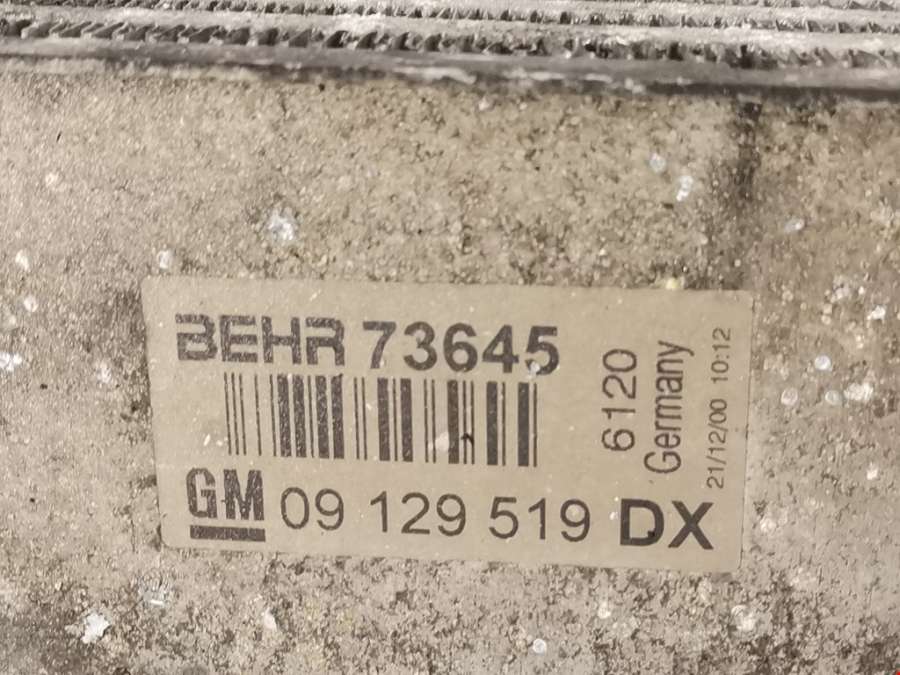 BEHR 73645
GM 09 129 519 DX
6120
Germany
21/12/00 10:12